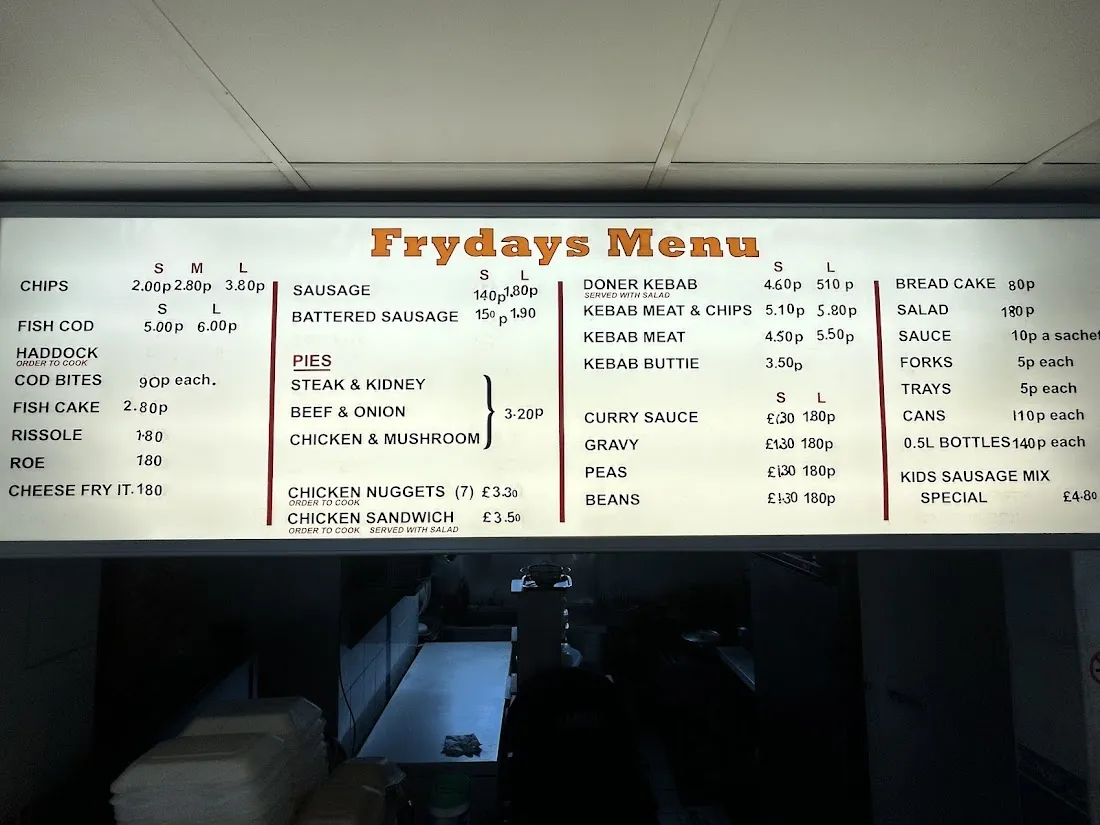 Frydays Menu
S M L
CHIPS 2.00p 2.80p 3.80p
S L
FISH COD 5.00p 6.00p
HADDOCK
ORDER TO COOK
COD BITES 90p each.
FISH CAKE 2.80p
RISSOLE 1.80
ROE 180
CHEESE FRY IT. 180
S L
SAUSAGE 140p 1.80p
BATTERED SAUSAGE 150p 1.90
PIES
STEAK & KIDNEY
BEEF & ONION 3.20p
CHICKEN & MUSHROOM
CHICKEN NUGGETS (7) £3.30
ORDER TO COOK
CHICKEN SANDWICH £3.50
ORDER TO COOK SERVED WITH SALAD
S L
DONER KEBAB 4.60p 510p
SERVED WITH SALAD
KEBAB MEAT & CHIPS 5.10p 5.80p
KEBAB MEAT 4.50p 5.50p
KEBAB BUTTIE 3.50p
S L
CURRY SAUCE £1.30 180p
GRAVY £1.30 180p
PEAS £1.30 180p
BEANS £1.30 180p
BREAD CAKE 80p
SALAD 180p
SAUCE 10p a sachet
FORKS 5p each
TRAYS 5p each
CANS 110p each
0.5L BOTTLES 140p each
KIDS SAUSAGE MIX
SPECIAL £4.80